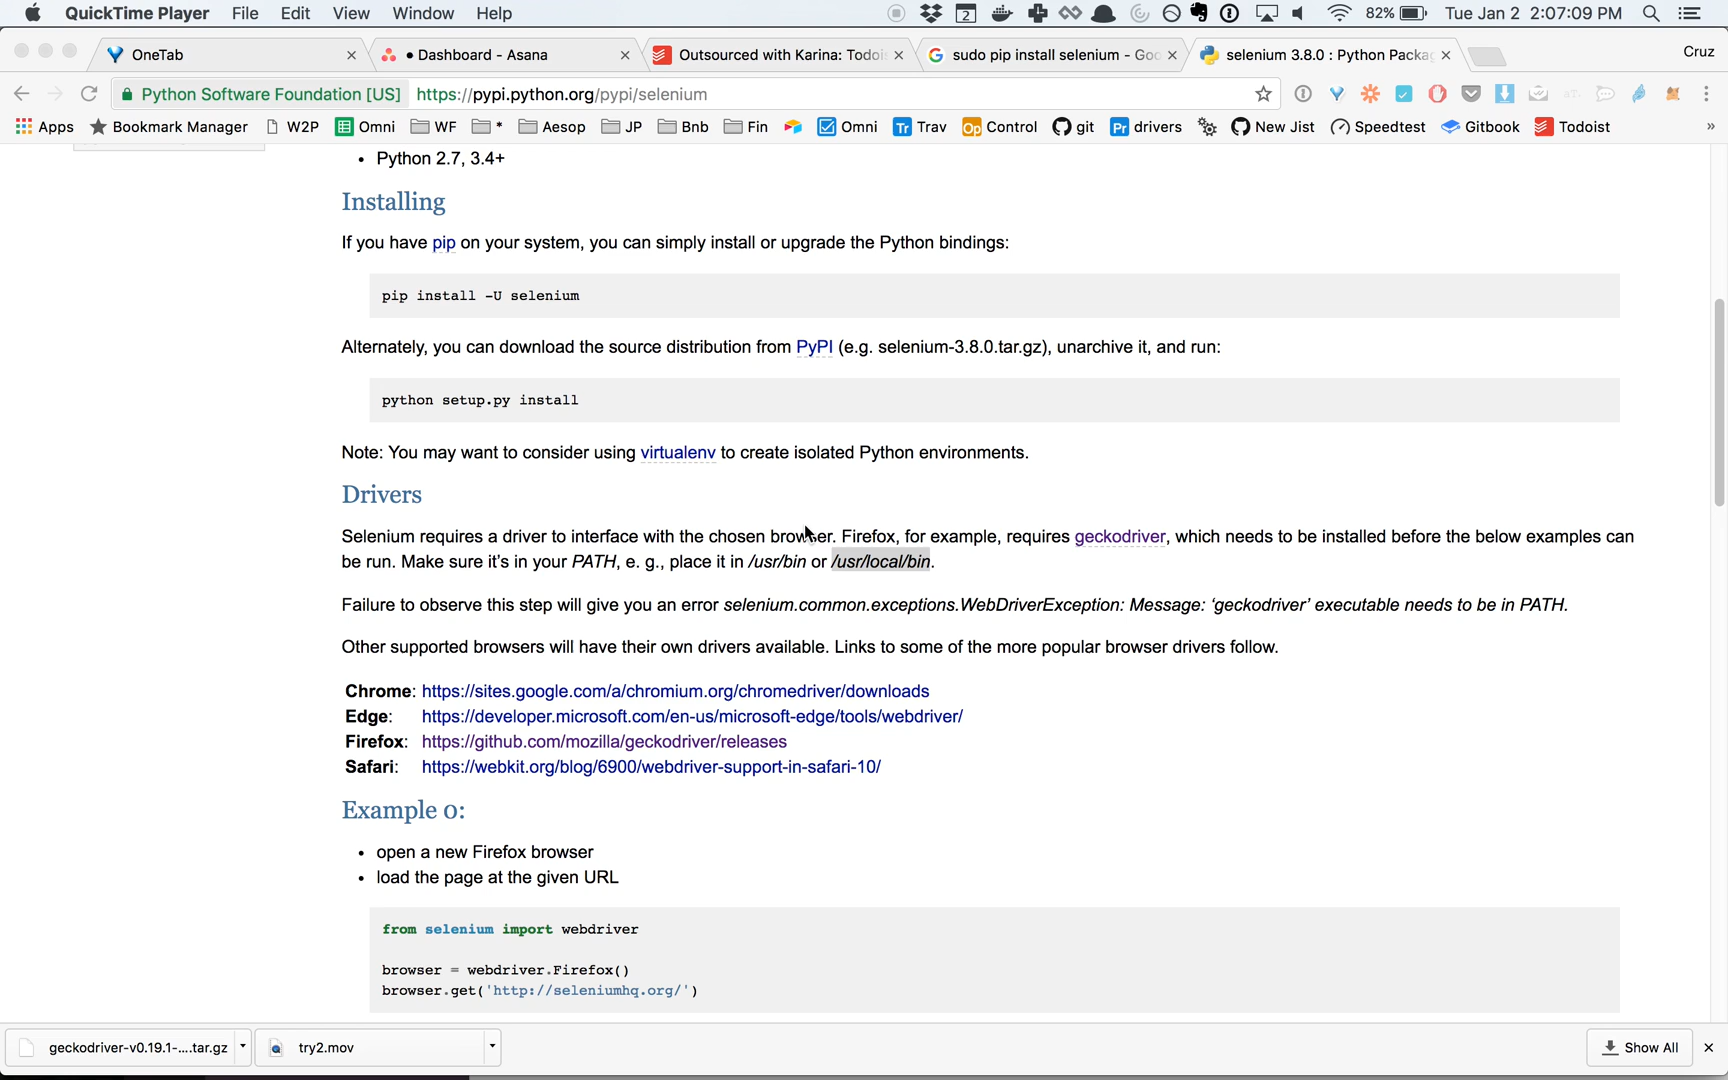 QuickTime Player File Edit View Window Help 2 82% Tue Jan 2 2:07:09 PM
OneTab • Dashboard - Asana Outsourced with Karina: Todoi sudo pip install selenium - Goo selenium 3.8.0 : Python Packag Cruz
Python Software Foundation [US] https://pypi.python.org/pypi/selenium
Apps Bookmark Manager W2P Omni WF * Aesop JP Bnb Fin Omni Tr Trav Op Control git Pr drivers New Jist Speedtest Gitbook Todoist »
• Python 2.7, 3.4+
Installing
If you have pip on your system, you can simply install or upgrade the Python bindings:
pip install -U selenium
Alternately, you can download the source distribution from PyPI (e.g. selenium-3.8.0.tar.gz), unarchive it, and run:
python setup.py install
Note: You may want to consider using virtualenv to create isolated Python environments.
Drivers
Selenium requires a driver to interface with the chosen browser. Firefox, for example, requires geckodriver, which needs to be installed before the below examples can
be run. Make sure it's in your PATH, e. g., place it in /usr/bin or /usr/local/bin.
Failure to observe this step will give you an error selenium.common.exceptions.WebDriverException: Message: ‘geckodriver’ executable needs to be in PATH.
Other supported browsers will have their own drivers available. Links to some of the more popular browser drivers follow.
Chrome: https://sites.google.com/a/chromium.org/chromedriver/downloads
Edge: https://developer.microsoft.com/en-us/microsoft-edge/tools/webdriver/
Firefox: https://github.com/mozilla/geckodriver/releases
Safari: https://webkit.org/blog/6900/webdriver-support-in-safari-10/
Example 0:
• open a new Firefox browser
• load the page at the given URL
from selenium import webdriver
browser = webdriver.Firefox()
browser.get('http://seleniumhq.org/')
geckodriver-v0.19.1-....tar.gz try2.mov Show All